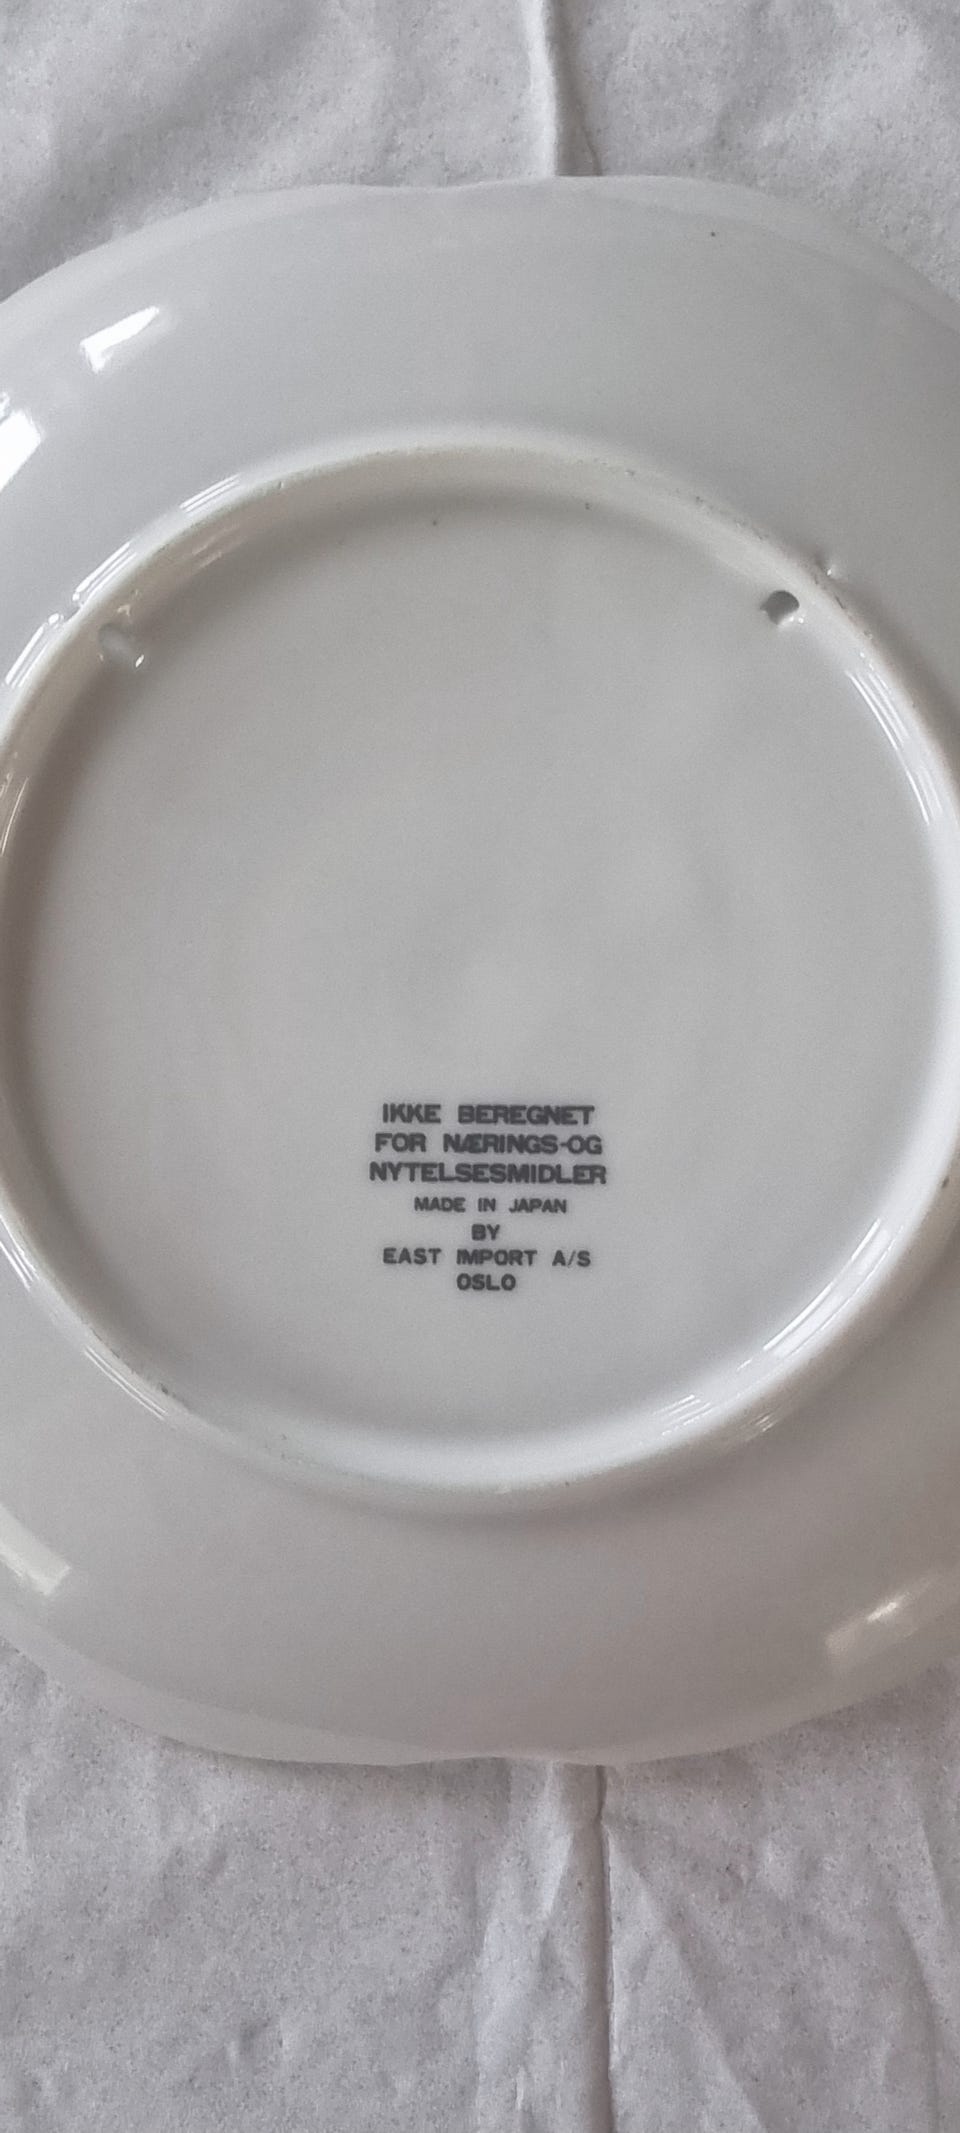 IKKE BEREGNET
FOR NÆRINGS-OG
NYTELSESMIDLER
MADE IN JAPAN
BY
EAST IMPORT A/S
OSLO